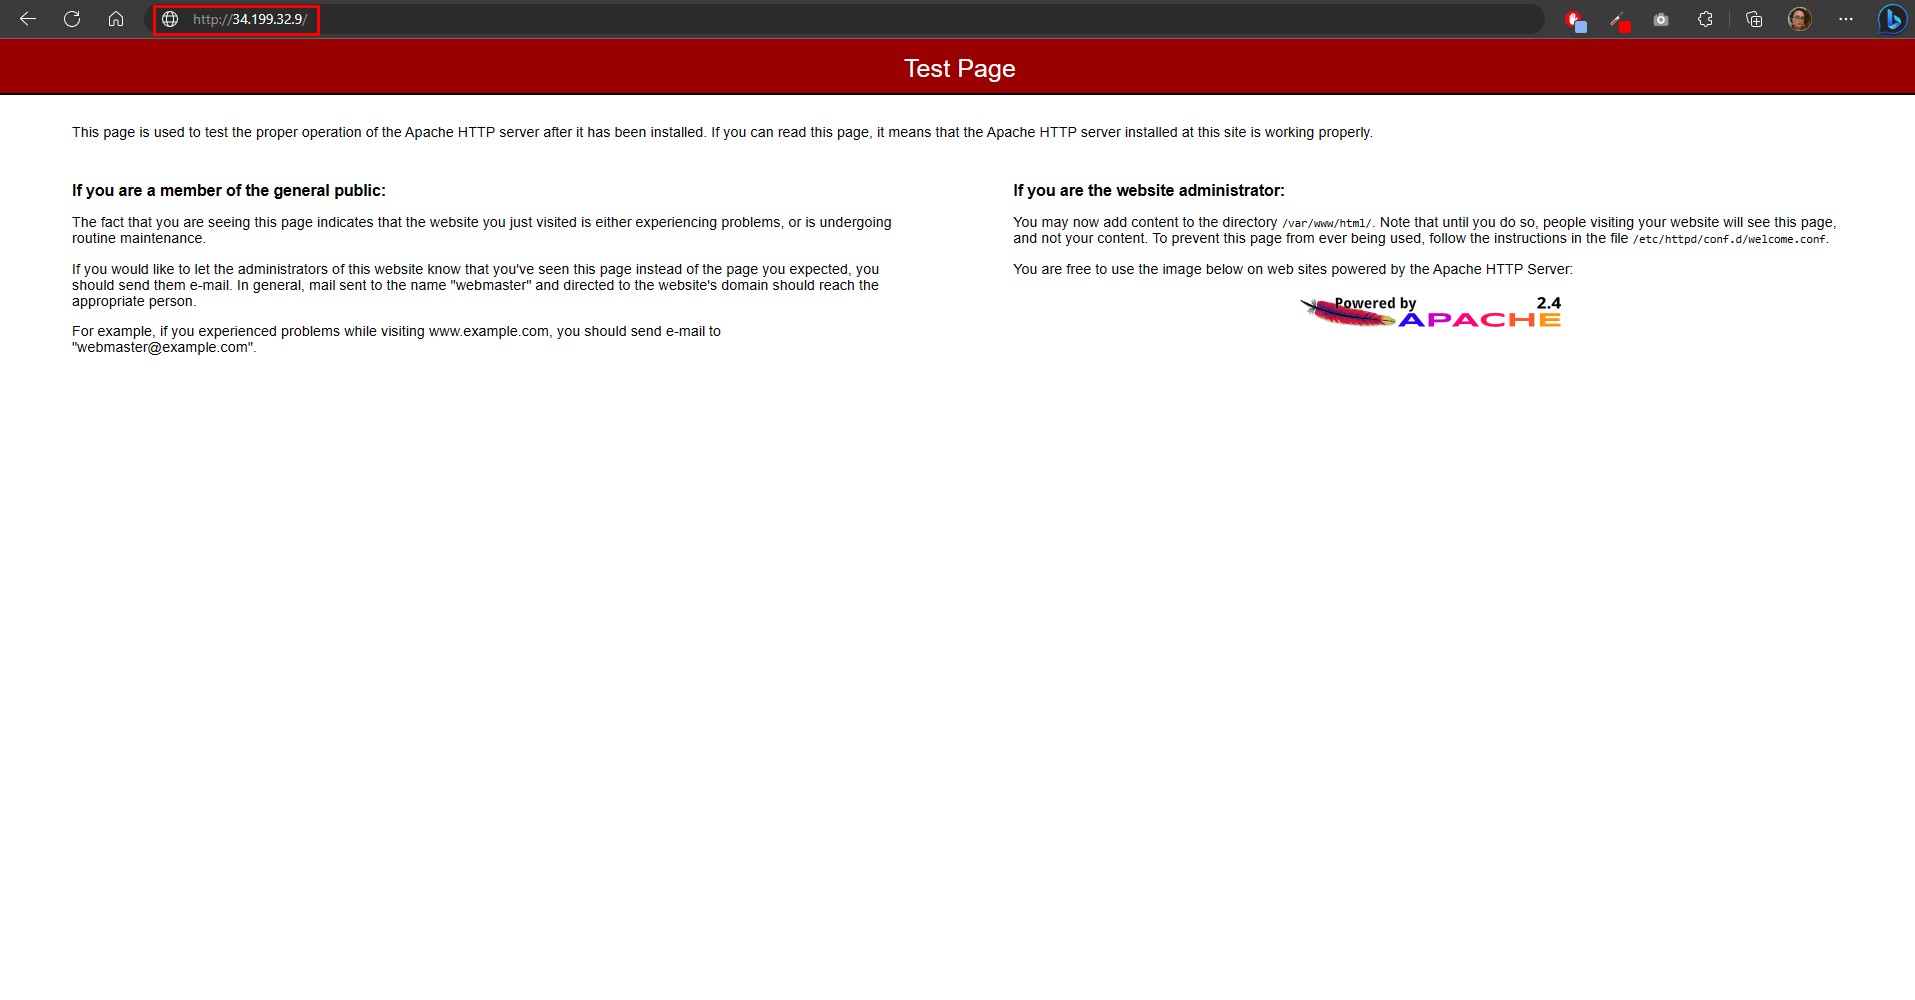 http://34.199.32.9/
Test Page
This page is used to test the proper operation of the Apache HTTP server after it has been installed. If you can read this page, it means that the Apache HTTP server installed at this site is working properly.
If you are a member of the general public:
The fact that you are seeing this page indicates that the website you just visited is either experiencing problems, or is undergoing
routine maintenance.
If you would like to let the administrators of this website know that you've seen this page instead of the page you expected, you
should send them e-mail. In general, mail sent to the name "webmaster" and directed to the website's domain should reach the
appropriate person.
For example, if you experienced problems while visiting www.example.com, you should send e-mail to
"webmaster@example.com".
If you are the website administrator:
You may now add content to the directory /var/www/html/. Note that until you do so, people visiting your website will see this page,
and not your content. To prevent this page from ever being used, follow the instructions in the file /etc/httpd/conf.d/welcome.conf.
You are free to use the image below on web sites powered by the Apache HTTP Server:
Powered by 2.4
APACHE